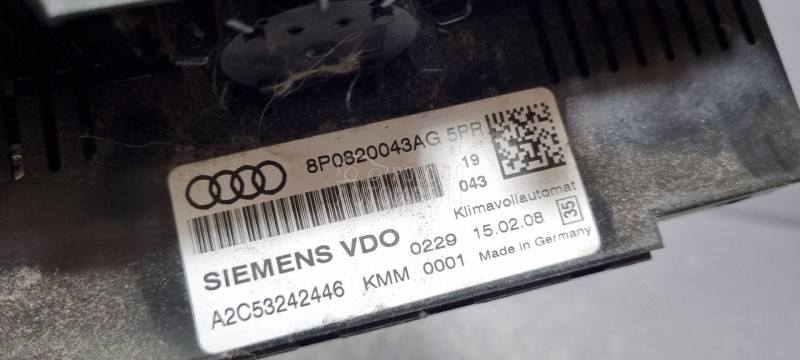 8P0820043AG 5PR
19
043
Klimavollautomat
SIEMENS VDO 0229 15.02.08 35
A2C53242446 KMM 0001 Made in Germany